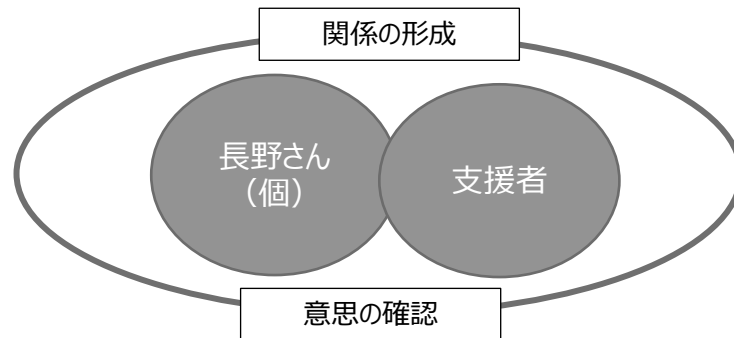 関係の形成
長野さん
（個）
支援者
意思の確認